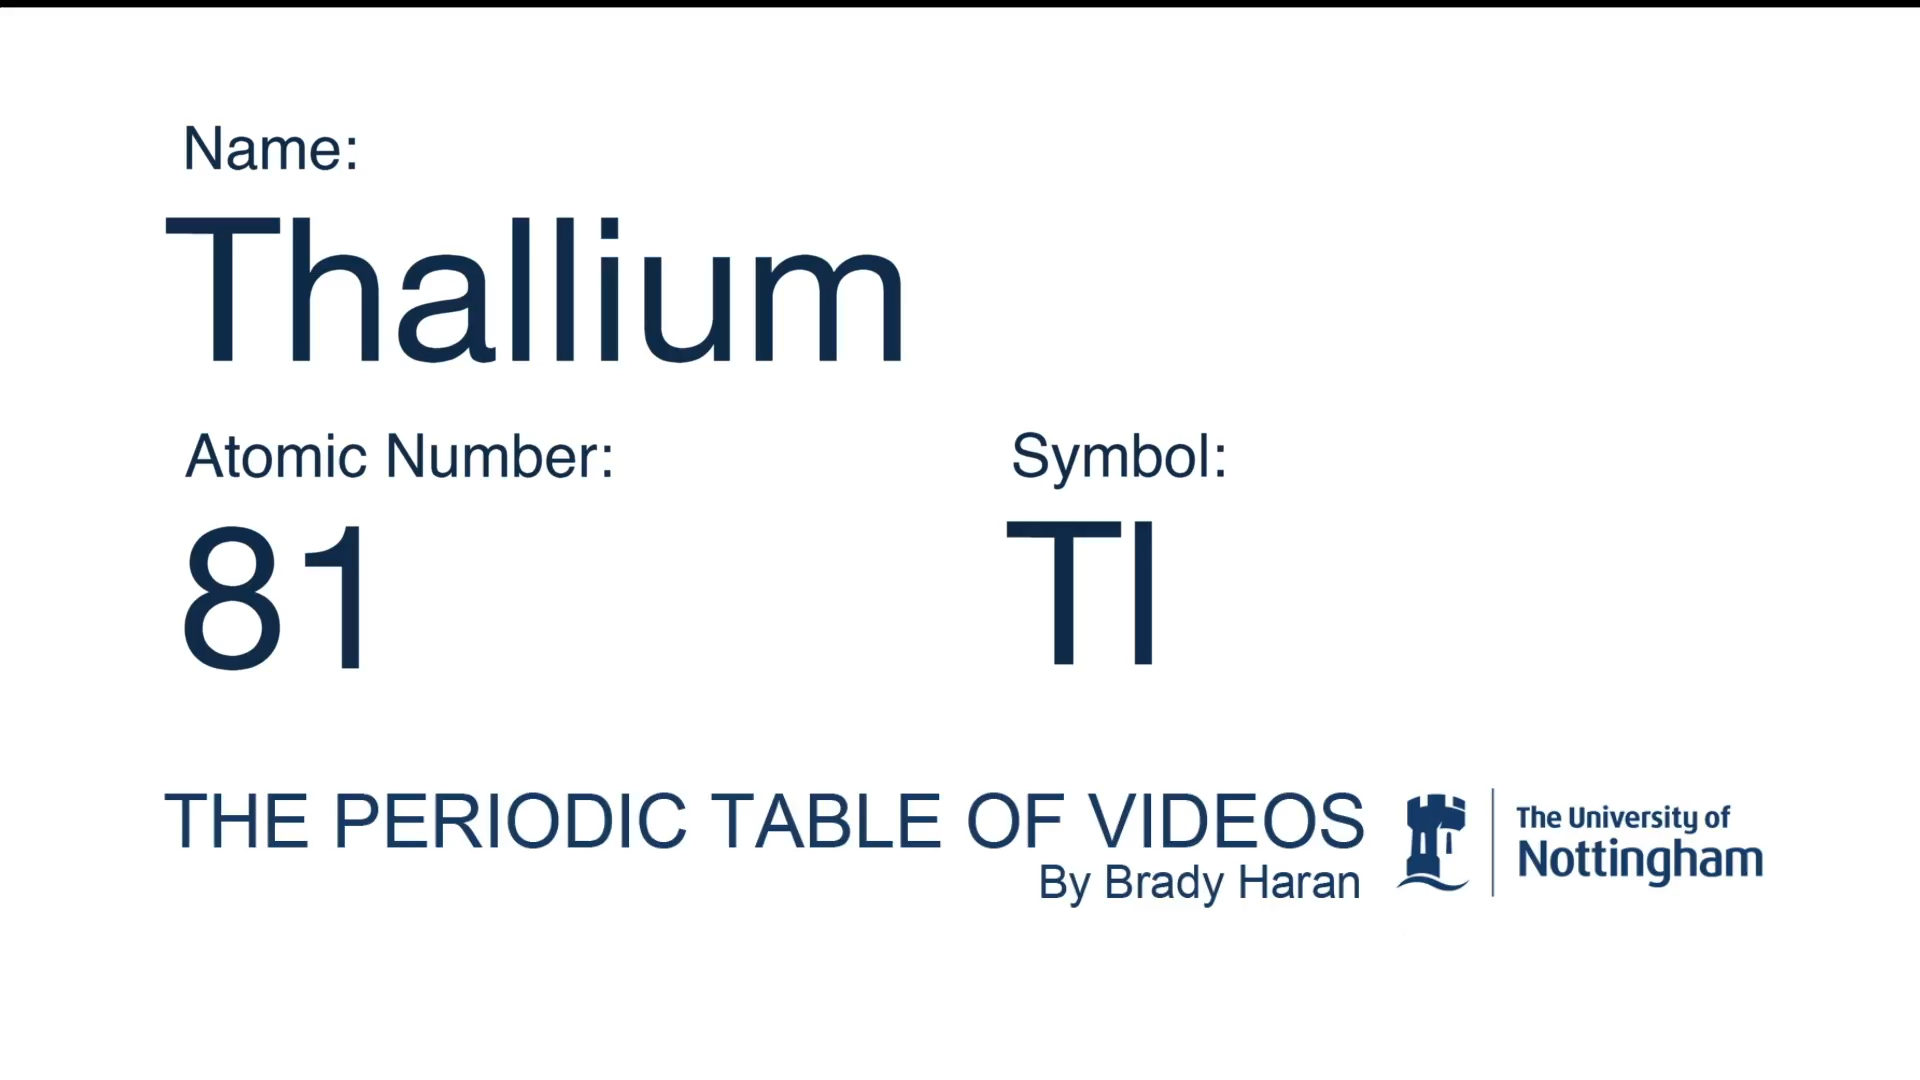 Name:
Thallium
Atomic Number:
Symbol:
81
Tl
THE PERIODIC TABLE OF VIDEOS
By Brady Haran
The University of
Nottingham